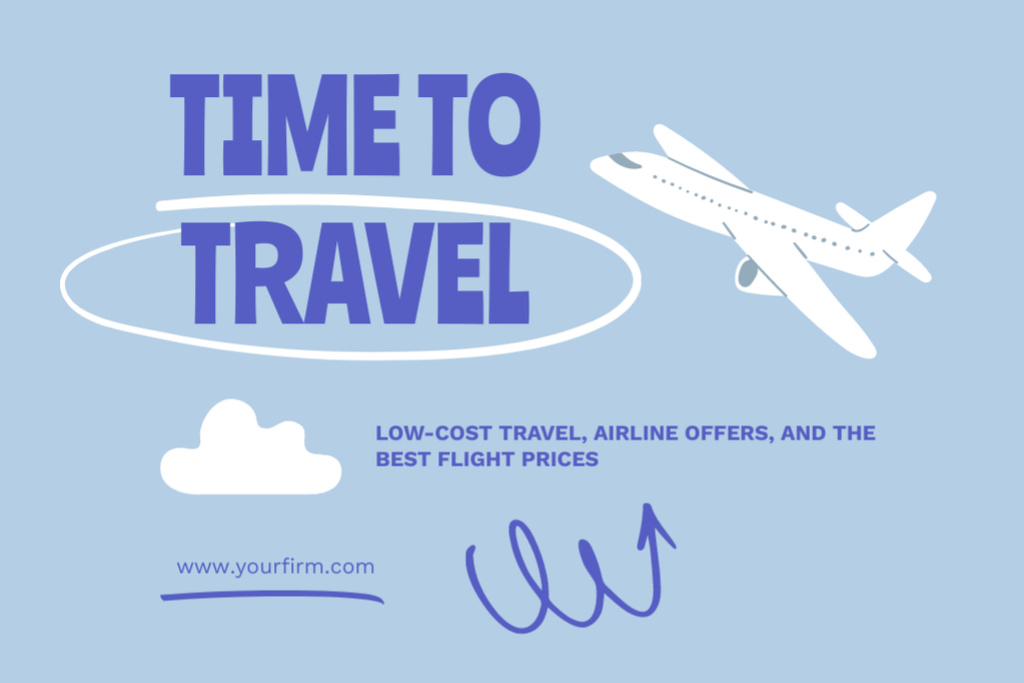 TIME TO
TRAVEL
LOW-COST TRAVEL, AIRLINE OFFERS, AND THE
BEST FLIGHT PRICES
www.yourfirm.com